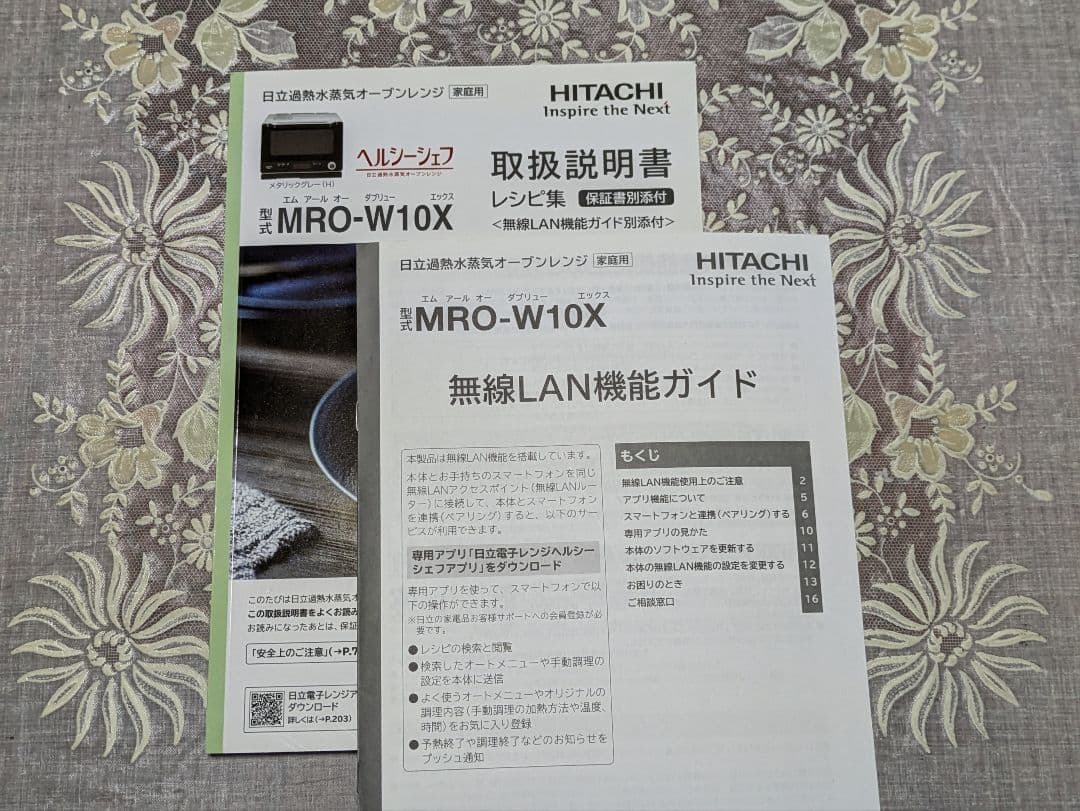 日立過熱水蒸気オーブンレンジ 家庭用
HITACHI
Inspire the Next
メタリックグレー(H)
ヘルシーシェフ
日立過熱水蒸気オーブンレンジ
取扱説明書
レシピ集 保証書別添付
<無線LAN機能ガイド別添付>
エム アール オー ダブリュー エックス
型式 MRO-W10X
このたびは日立過熱水蒸気オ
この取扱説明書をよくお読み
お読みになったあとは、保証
「安全上のご注意」(→P.7
日立電子レンジア
ダウンロード
詳しくは(→P.203)
日立過熱水蒸気オーブンレンジ 家庭用
HITACHI
Inspire the Next
エム アール オー ダブリュー エックス
型式 MRO-W10X
無線LAN機能ガイド
本製品は無線LAN機能を搭載しています。
本体とお手持ちのスマートフォンを同じ
無線LANアクセスポイント(無線LANルー
ター)に接続して、本体とスマートフォン
を連携(ペアリング)すると、以下のサー
ビスが利用できます。
専用アプリ「日立電子レンジヘルシー
シェフアプリ」をダウンロード
専用アプリを使って、スマートフォンで以
下の操作ができます。
※日立の家電品お客様サポートへの会員登録が必
要です。
●レシピの検索と閲覧
●検索したオートメニューや手動調理の
設定を本体に送信
●よく使うオートメニューやオリジナルの
調理内容(手動調理の加熱方法や温度、
時間)をお気に入り登録
●予熱終了や調理終了などのお知らせを
プッシュ通知
もくじ
無線LAN機能使用上のご注意 2
アプリ機能について 5
スマートフォンと連携(ペアリング)する 6
専用アプリの見かた 10
本体のソフトウェアを更新する 11
本体の無線LAN機能の設定を変更する 12
お困りのとき 13
ご相談窓口 16